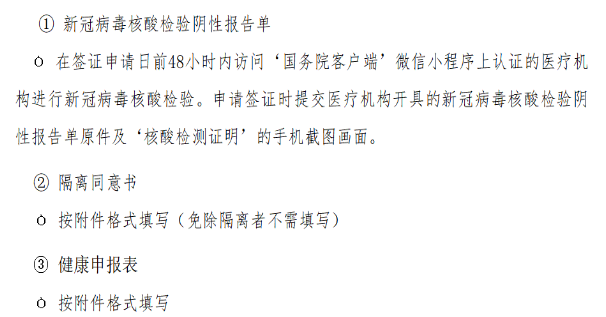 ① 新冠病毒核酸检验阴性报告单
o 在签证申请日前48小时内访问‘国务院客户端’微信小程序上认证的医疗机
构进行新冠病毒核酸检验。申请签证时提交医疗机构开具的新冠病毒核酸检验阴
性报告单原件及‘核酸检测证明’的手机截图画面。
② 隔离同意书
o 按附件格式填写（免除隔离者不需填写）
③ 健康申报表
o 按附件格式填写